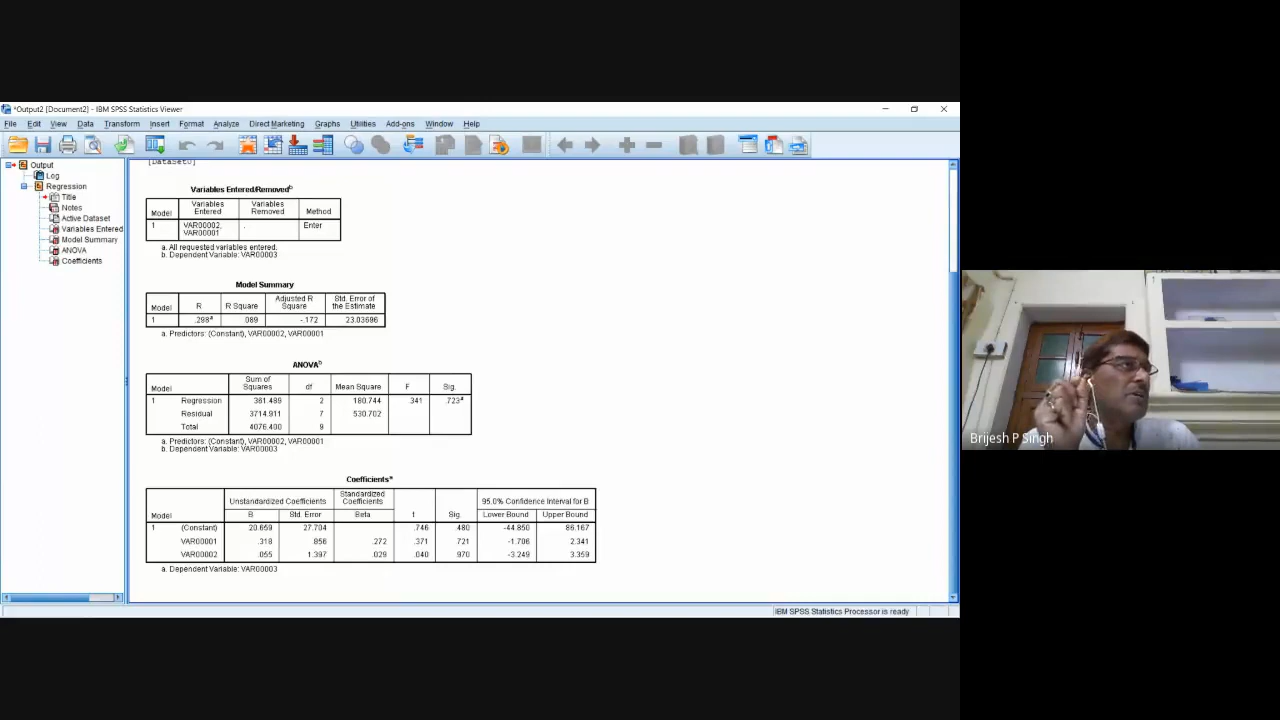 *Output2 [Document2] - IBM SPSS Statistics Viewer
File Edit View Data Transform Insert Format Analyze Direct Marketing Graphs Utilities Add-ons Window Help
Output
Log
Regression
Title
Notes
Active Dataset
Variables Entered
Model Summary
ANOVA
Coefficients
[DataSet0]
Variables Entered/Removed b
Model Variables Entered Variables Removed Method
1 VAR00002, VAR00001 . Enter
a. All requested variables entered.
b. Dependent Variable: VAR00003
Model Summary
Model R R Square Adjusted R Square Std. Error of the Estimate
1 .298a .089 -.172 23.03696
a. Predictors: (Constant), VAR00002, VAR00001
ANOVA b
Model Sum of Squares df Mean Square F Sig.
1 Regression 361.489 2 180.744 .341 .723a
Residual 3714.911 7 530.702
Total 4076.400 9
a. Predictors: (Constant), VAR00002, VAR00001
b. Dependent Variable: VAR00003
Coefficients a
Model Unstandardized Coefficients Standardized Coefficients t Sig. 95.0% Confidence Interval for B
B Std. Error Beta Lower Bound Upper Bound
1 (Constant) 20.659 27.704 .746 .480 -44.850 86.167
VAR00001 .318 .856 .272 .371 .721 -1.706 2.341
VAR00002 .055 1.397 .029 .040 .970 -3.249 3.359
a. Dependent Variable: VAR00003
IBM SPSS Statistics Processor is ready
Brijesh P Singh